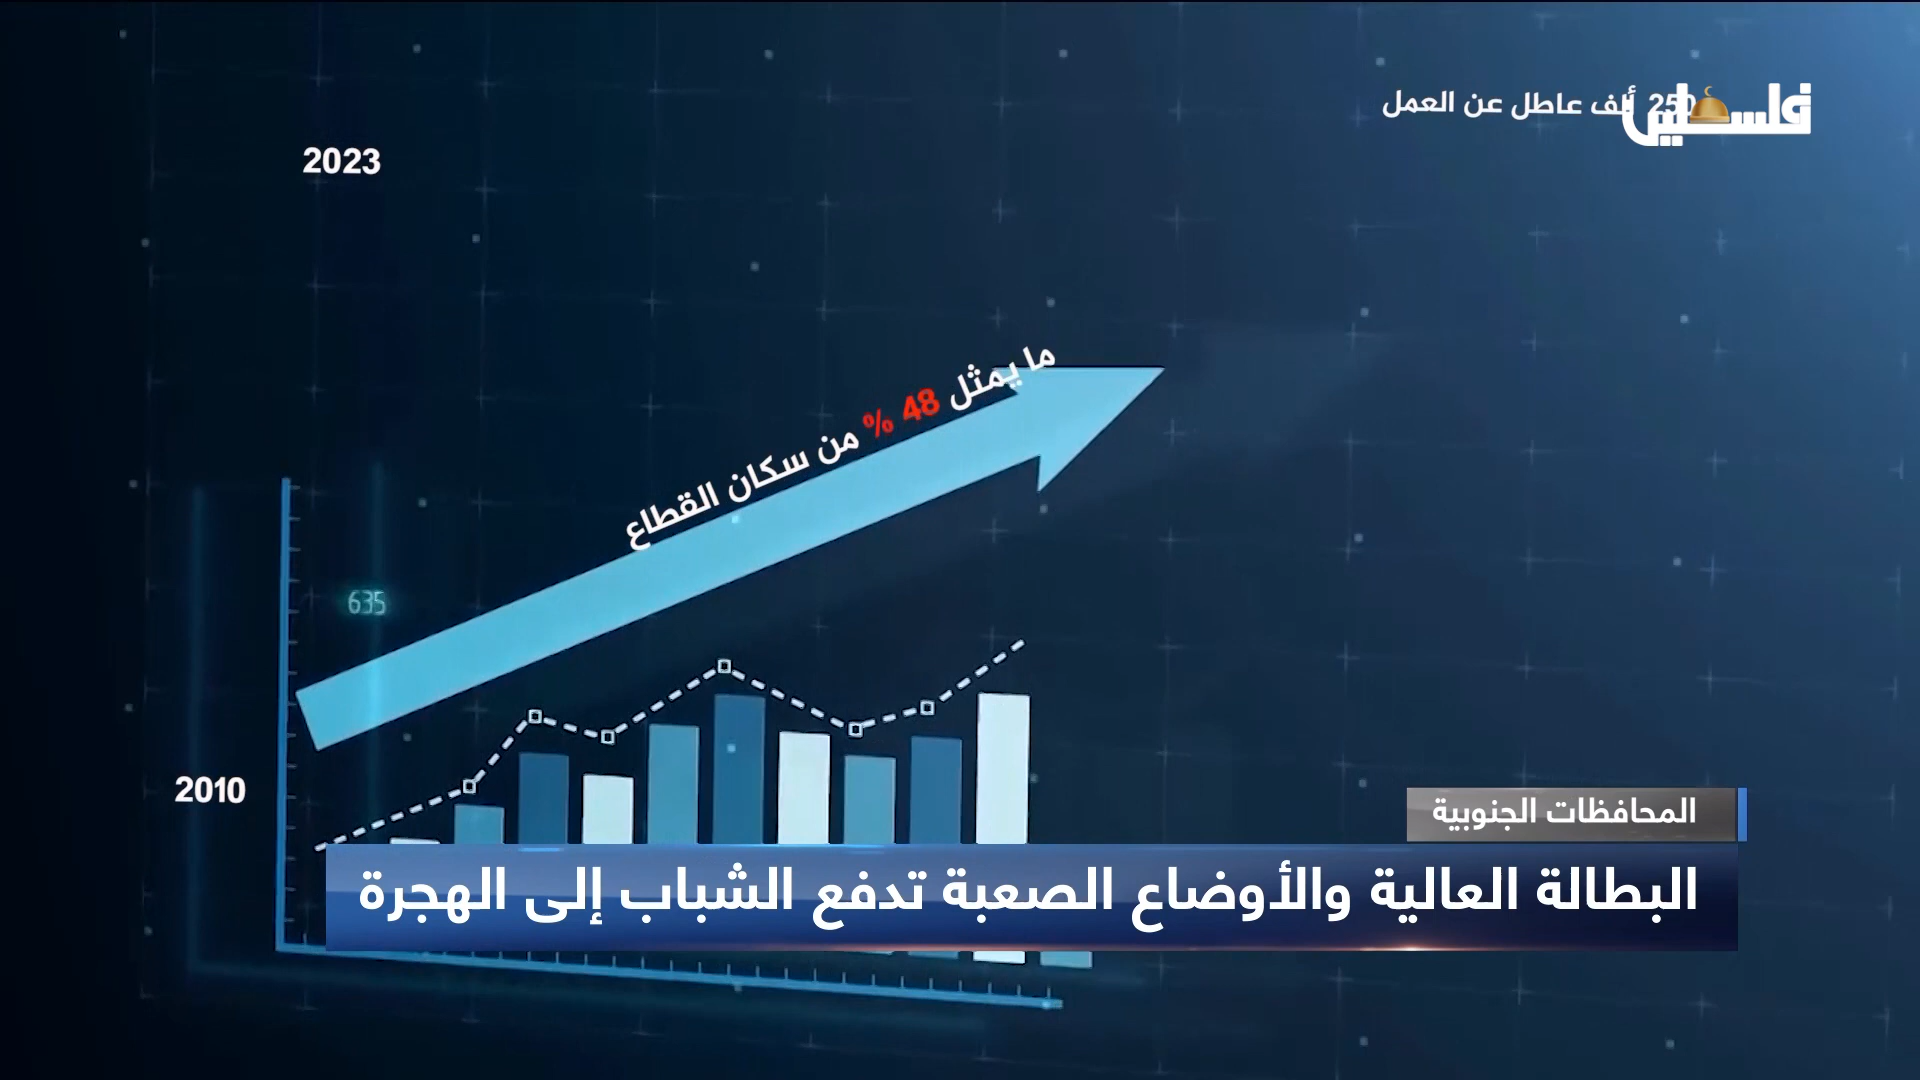 250 ألف عاطل عن العمل
فلسطين
2023
ما يمثل 48 % من سكان القطاع
635
2010
المحافظات الجنوبية
البطالة العالية والأوضاع الصعبة تدفع الشباب إلى الهجرة